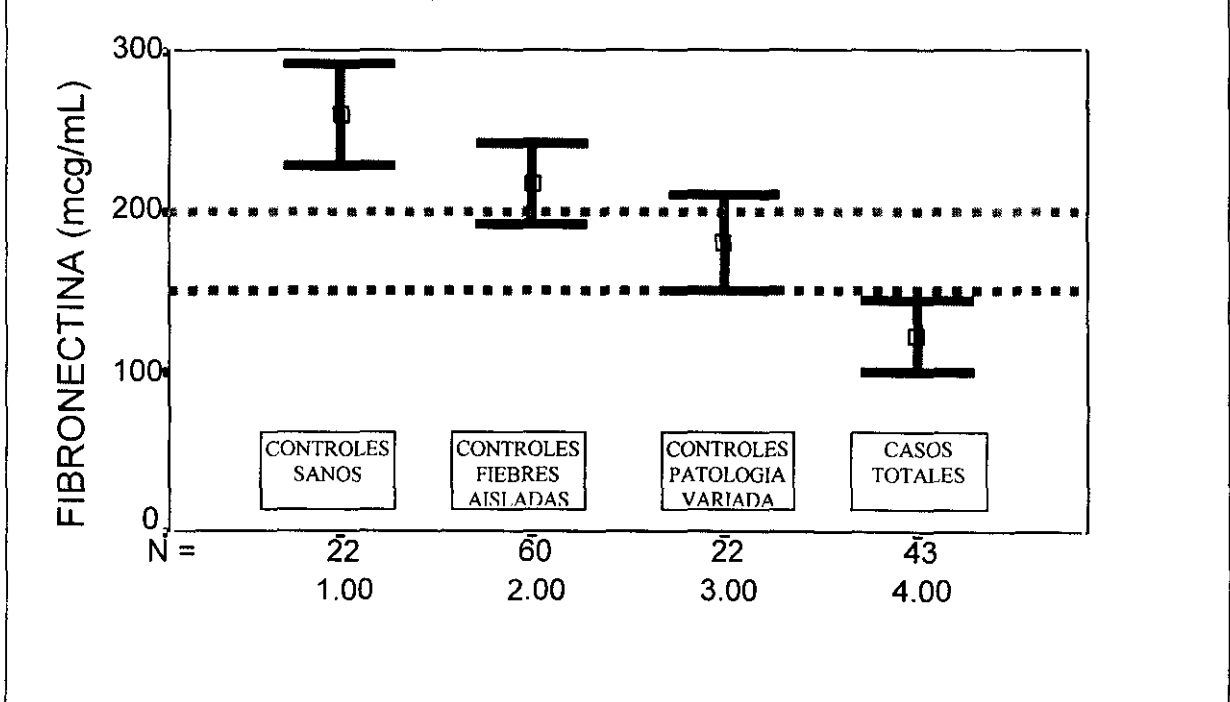 FIBRONECTINA (mcg/mL)
300
200
100
0
CONTROLES
SANOS
CONTROLES
FIEBRES
AISLADAS
CONTROLES
PATOLOGIA
VARIADA
CASOS
TOTALES
N = 22 60 22 43
1.00 2.00 3.00 4.00